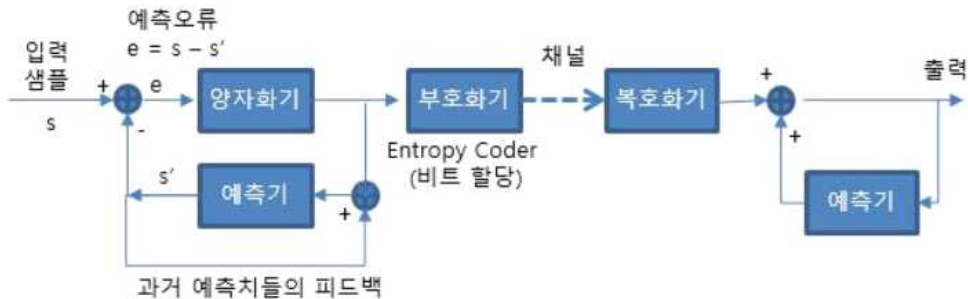 예측오류
e = s – s′
입력
샘플
s
+
-
e
양자화기
부호화기
Entropy Coder
(비트 할당)
채널
복호화기
+
+
출력
예측기
s′
예측기
+
과거 예측치들의 피드백